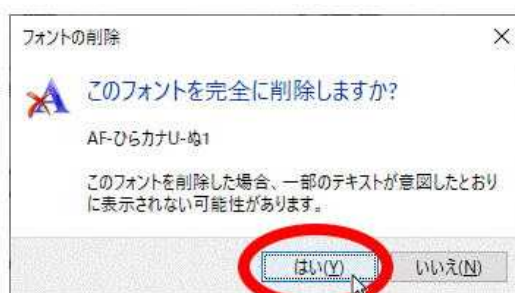 フォントの削除
このフォントを完全に削除しますか?
AF-ひらカナU-ぬ1
このフォントを削除した場合、一部のテキストが意図したとおり
に表示されない可能性があります。
はい(Y)
いいえ(N)